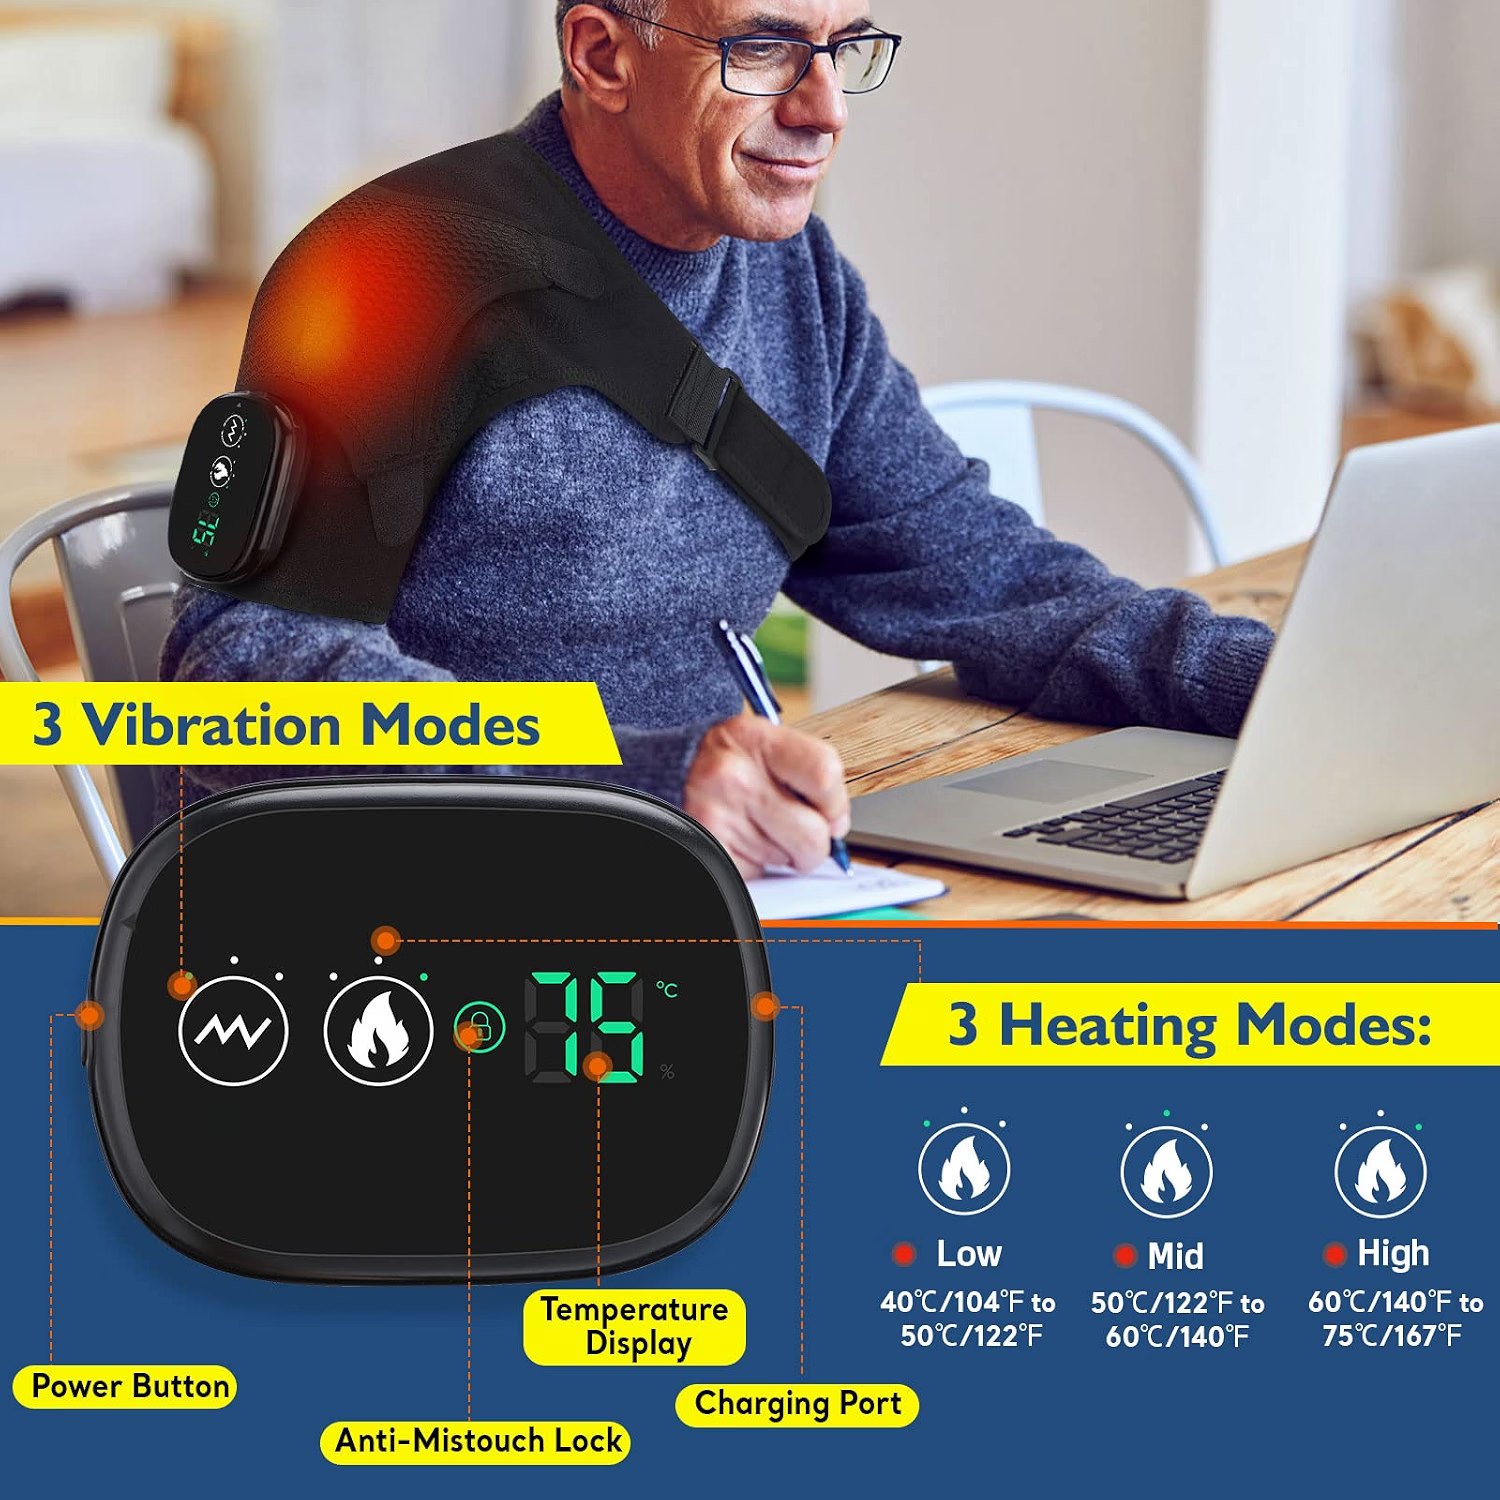 3 Vibration Modes
75
℃
%
3 Heating Modes:
Low
Mid
High
40℃/104℉ to
50℃/122℉
50℃/122℉ to
60℃/140℉
60℃/140℉ to
75℃/167℉
Temperature
Display
Power Button
Charging Port
Anti-Mistouch Lock